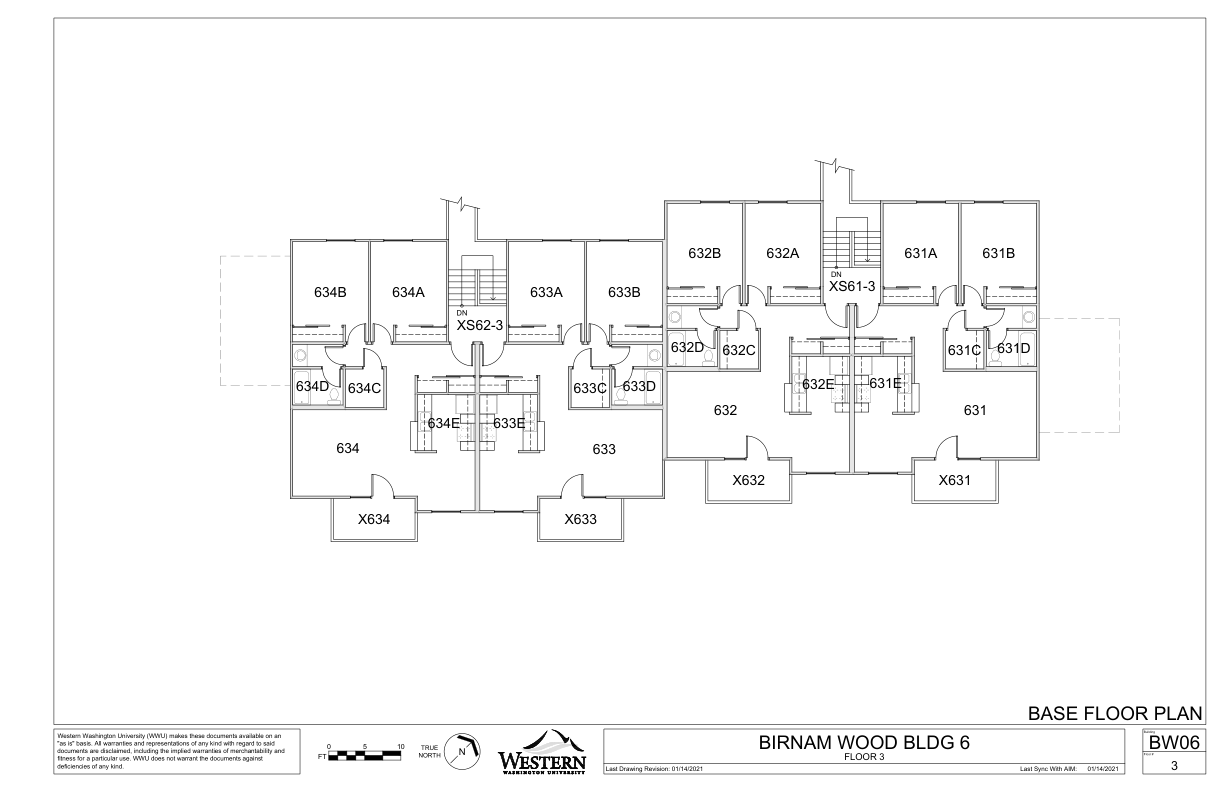 632B
632A
631A
631B
DN
XS61-3
634B
634A
633A
633B
DN
XS62-3
632D
632C
631C
631D
634D
634C
633C
633D
632E
631E
632
631
634E
633E
634
633
X632
X631
X634
X633
BASE FLOOR PLAN
Western Washington University (WWU) makes these documents available on an
"as is" basis. All warranties and representations of any kind with regard to said
documents are disclaimed, including the implied warranties of merchantability and
fitness for a particular use. WWU does not warrant the documents against
deficiencies of any kind.
FT
0 5 10
TRUE
NORTH
N
WESTERN
WASHINGTON UNIVERSITY
BIRNAM WOOD BLDG 6
FLOOR 3
Last Drawing Revision: 01/14/2021
Last Sync With AIM: 01/14/2021
BW06
3